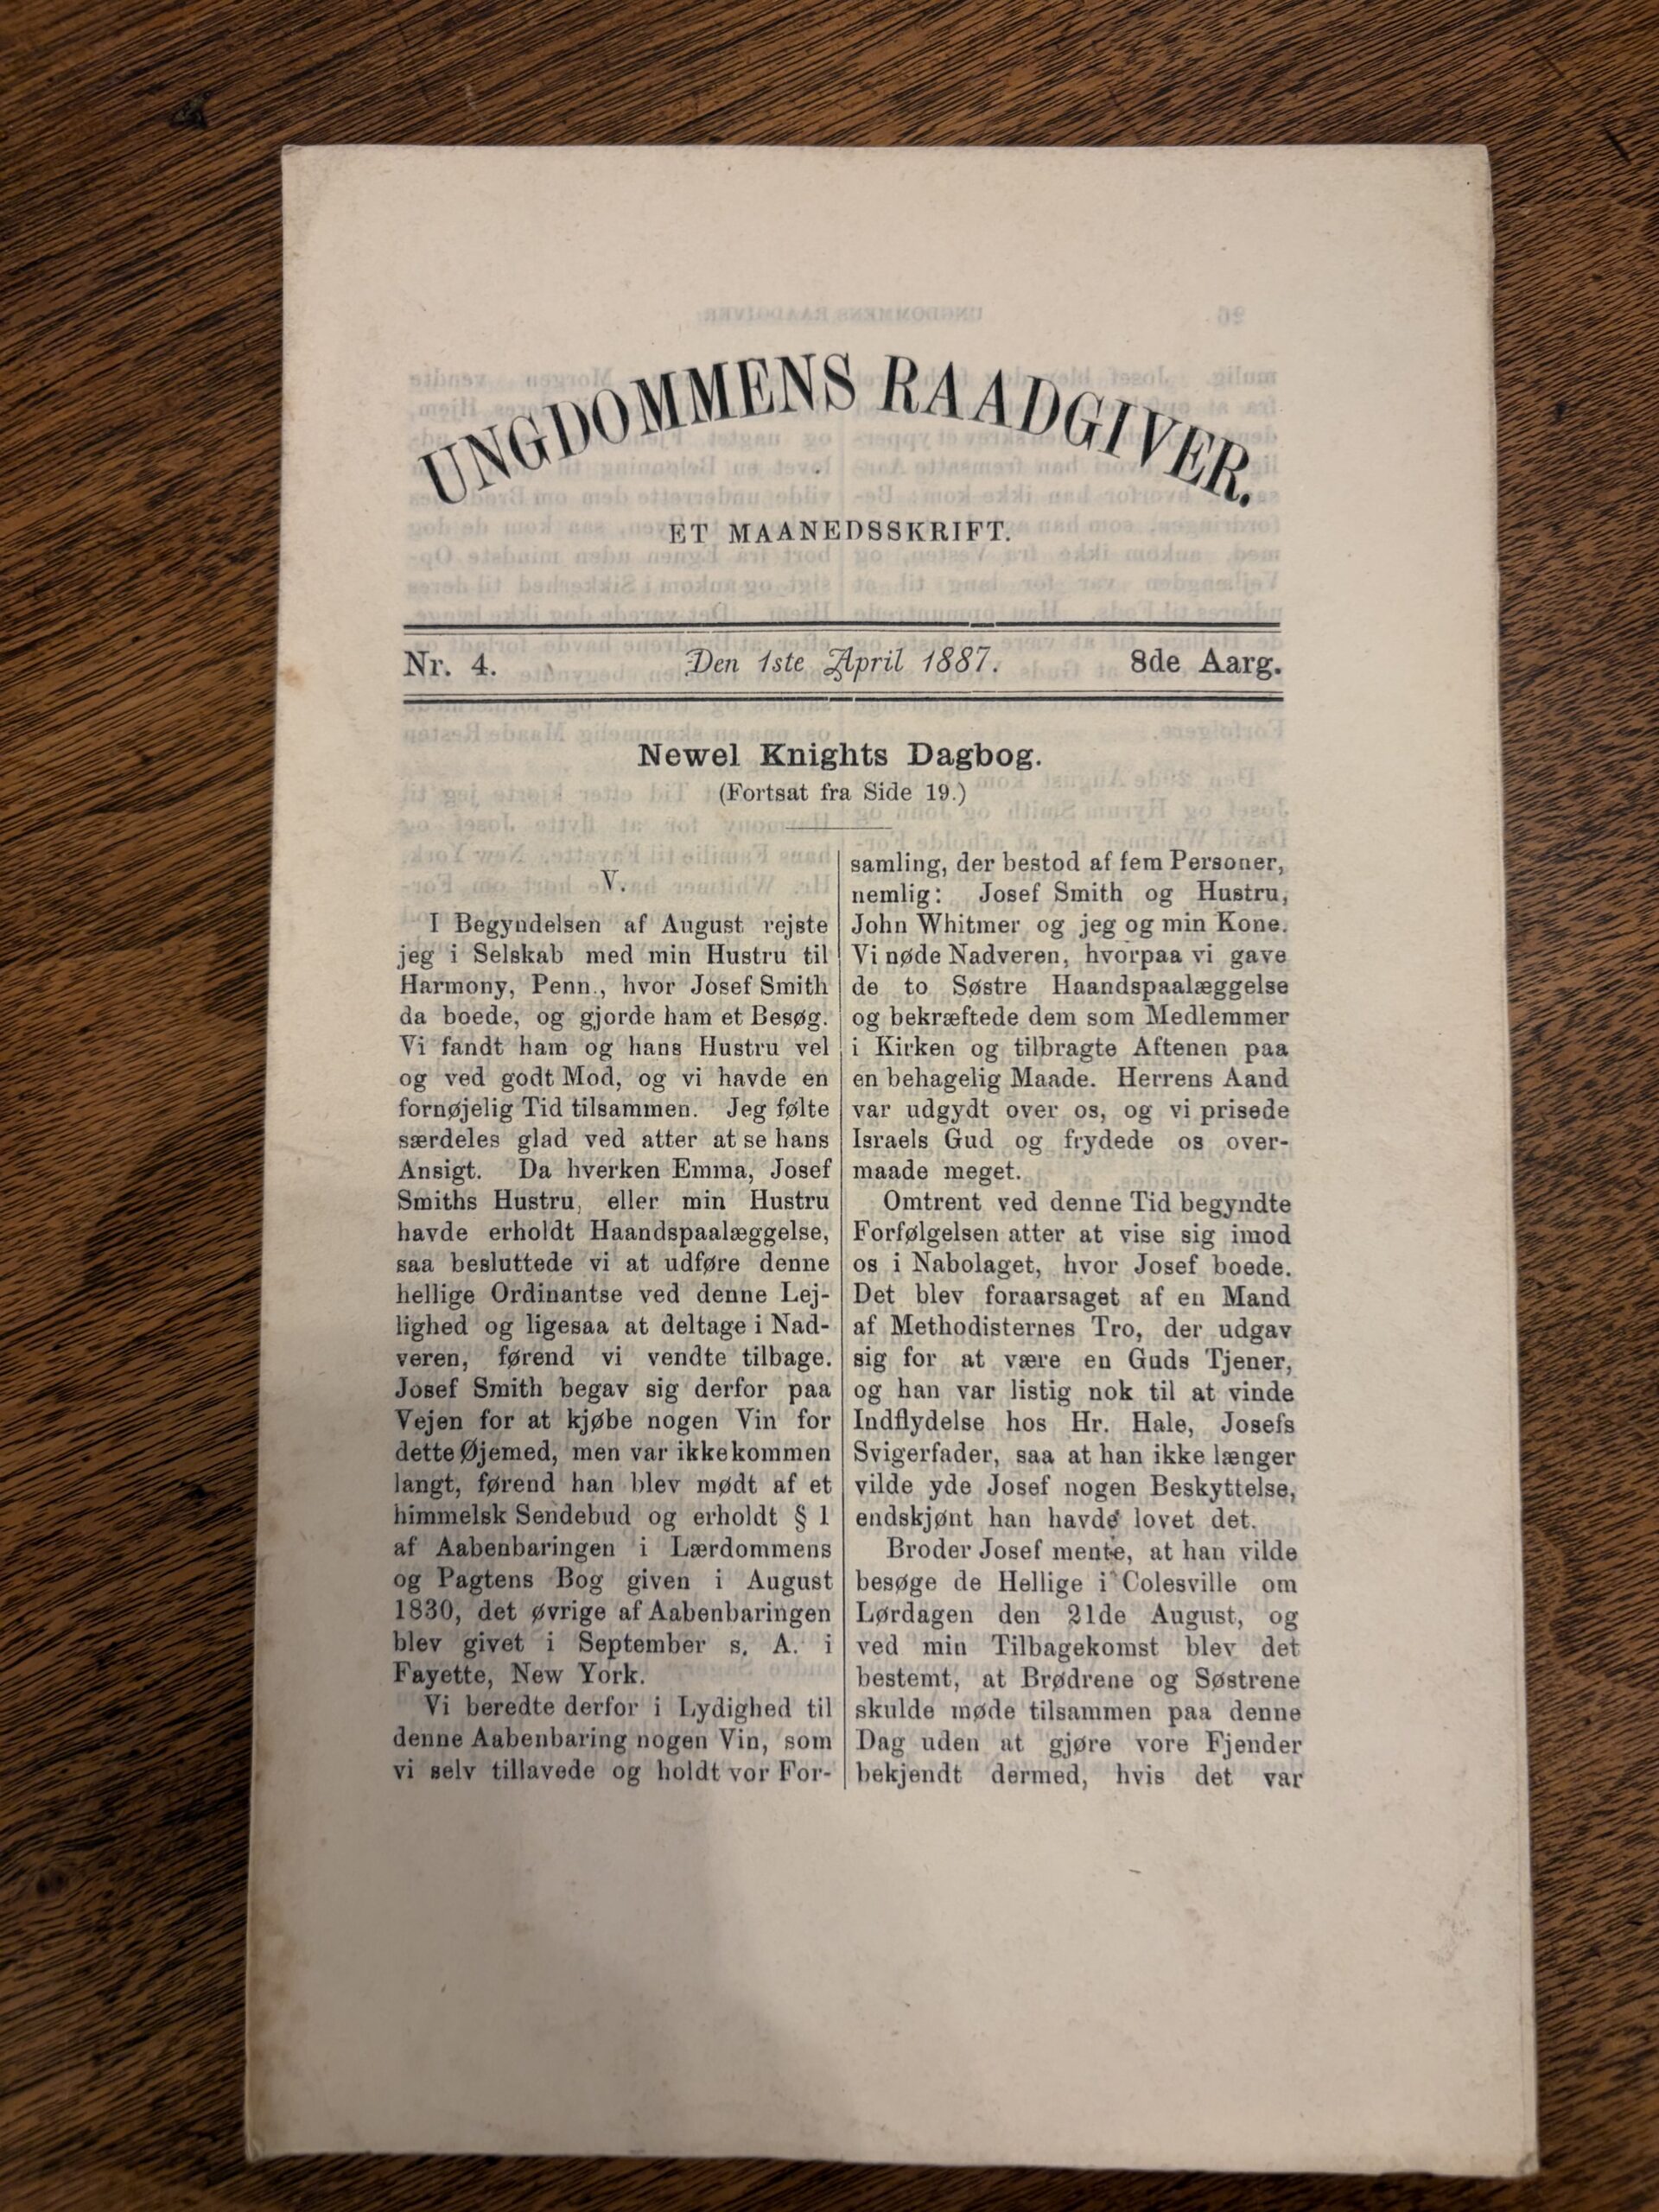 UNGDOMMENS RAADGIVER.
ET MAANEDSSKRIFT.
Nr. 4. Den 1ste April 1887. 8de Aarg.
Newel Knights Dagbog.
(Fortsat fra Side 19.)
V.
I Begyndelsen af August rejste
jeg i Selskab med min Hustru til
Harmony, Penn., hvor Josef Smith
da boede, og gjorde ham et Besøg.
Vi fandt ham og hans Hustru vel
og ved godt Mod, og vi havde en
fornøjelig Tid tilsammen. Jeg følte
særdeles glad ved atter at se hans
Ansigt. Da hverken Emma, Josef
Smiths Hustru, eller min Hustru
havde erholdt Haandspaalæggelse,
saa besluttede vi at udføre denne
hellige Ordinantse ved denne Lej-
lighed og ligesaa at deltage i Nad-
veren, førend vi vendte tilbage.
Josef Smith begav sig derfor paa
Vejen for at kjøbe nogen Vin for
dette Øjemed, men var ikke kommen
langt, førend han blev mødt af et
himmelsk Sendebud og erholdt § 1
af Aabenbaringen i Lærdommens
og Pagtens Bog given i August
1830, det øvrige af Aabenbaringen
blev givet i September s. A. i
Fayette, New York.
Vi beredte derfor i Lydighed til
denne Aabenbaring nogen Vin, som
vi selv tillavede og holdt vor For-
samling, der bestod af fem Personer,
nemlig: Josef Smith og Hustru,
John Whitmer og jeg og min Kone.
Vi nøde Nadveren, hvorpaa vi gave
de to Søstre Haandspaalæggelse
og bekræftede dem som Medlemmer
i Kirken og tilbragte Aftenen paa
en behagelig Maade. Herrens Aand
var udgydt over os, og vi prisede
Israels Gud og frydede os over-
maade meget.
Omtrent ved denne Tid begyndte
Forfølgelsen atter at vise sig imod
os i Nabolaget, hvor Josef boede.
Det blev foraarsaget af en Mand
af Methodisternes Tro, der udgav
sig for at være en Guds Tjener,
og han var listig nok til at vinde
Indflydelse hos Hr. Hale, Josefs
Svigerfader, saa at han ikke længer
vilde yde Josef nogen Beskyttelse,
endskjønt han havde lovet det.
Broder Josef mente, at han vilde
besøge de Hellige i Colesville om
Lørdagen den 21de August, og
ved min Tilbagekomst blev det
bestemt, at Brødrene og Søstrene
skulde møde tilsammen paa denne
Dag uden at gjøre vore Fjender
bekjendt dermed, hvis det var